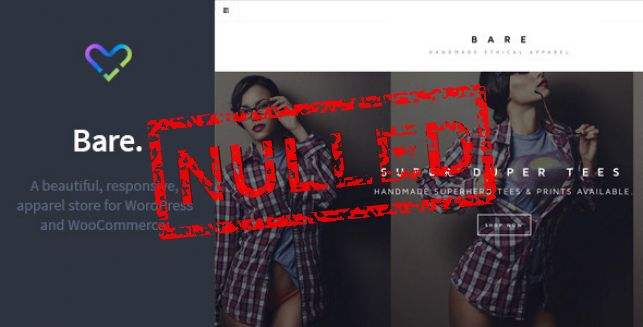 Bare.
A beautiful, responsive,
apparel store for WordPress
and WooCommerce.
BARE
HANDMADE ETHICAL APPAREL
SUPER DUPER TEES
HANDMADE SUPERHERO TEES & PRINTS AVAILABLE.
SHOP NOW
NULLED